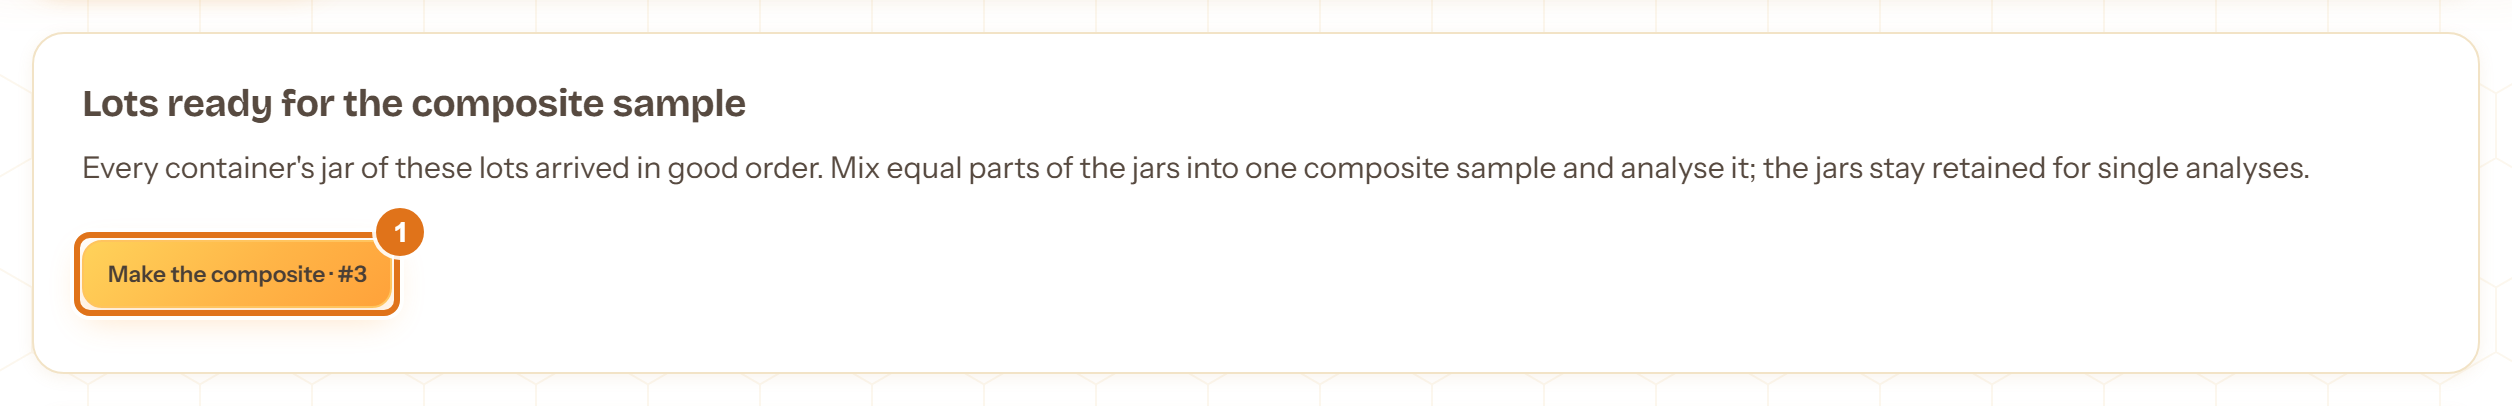 Lots ready for the composite sample
Every container's jar of these lots arrived in good order. Mix equal parts of the jars into one composite sample and analyse it; the jars stay retained for single analyses.
1
Make the composite · #3